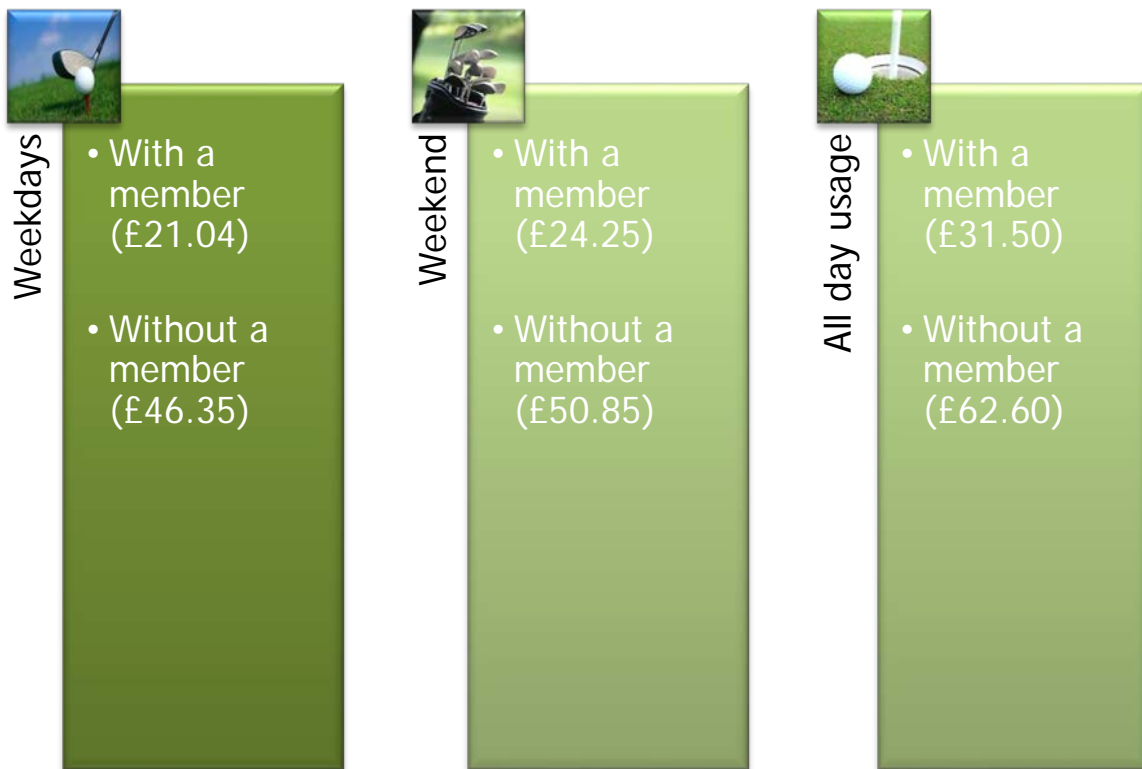 Weekdays
• With a
member
(£21.04)
• Without a
member
(£46.35)
Weekend
• With a
member
(£24.25)
• Without a
member
(£50.85)
All day usage
• With a
member
(£31.50)
• Without a
member
(£62.60)